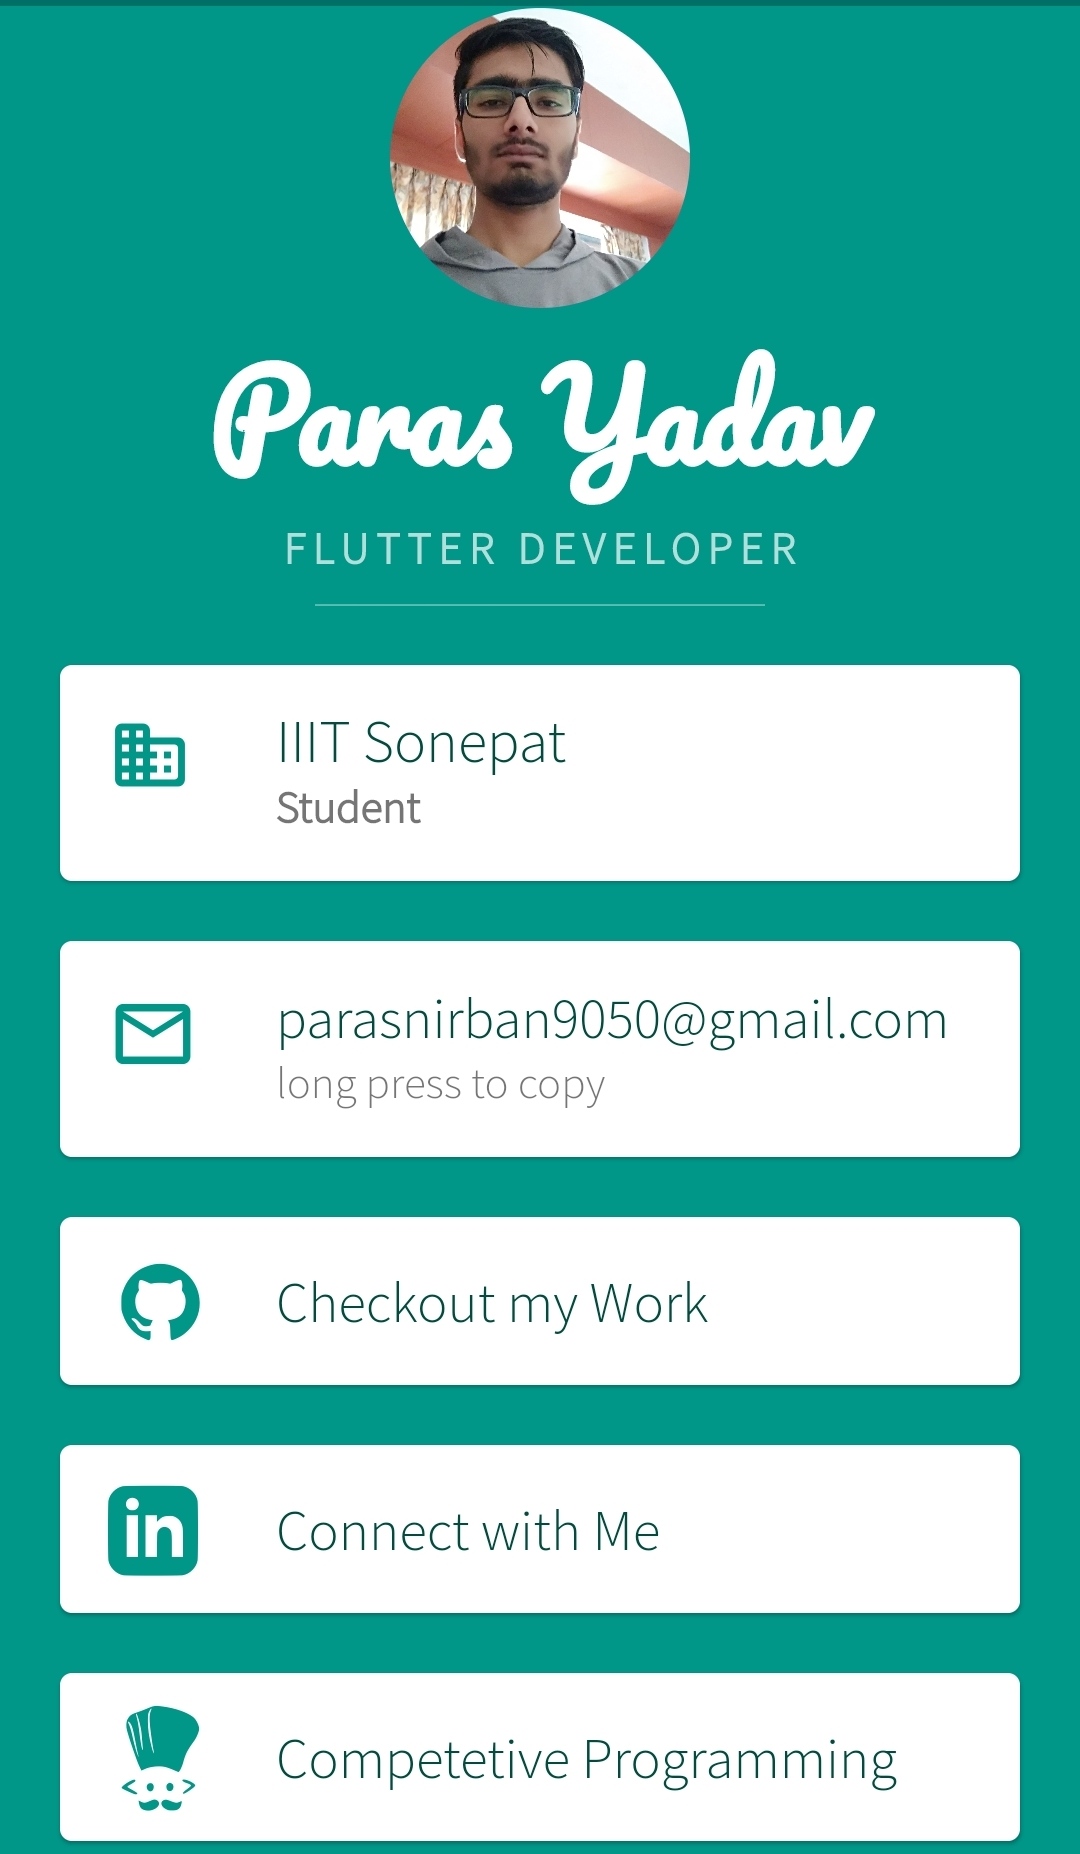 Paras Yadav
FLUTTER DEVELOPER
IIIT Sonepat
Student
parasnirban9050@gmail.com
long press to copy
Checkout my Work
in
Connect with Me
Competetive Programming